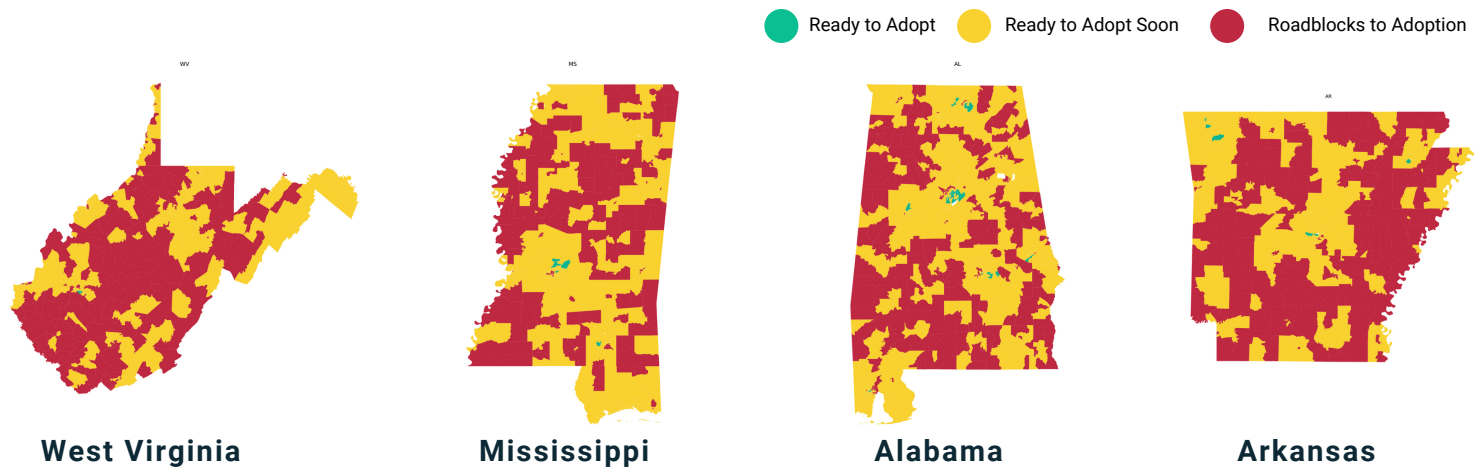 Ready to Adopt Ready to Adopt Soon Roadblocks to Adoption
WV
MS
AL
AR
West Virginia
Mississippi
Alabama
Arkansas